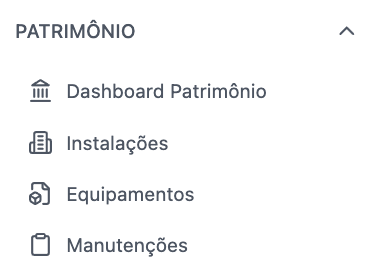 PATRIMÔNIO
Dashboard Patrimônio
Instalações
Equipamentos
Manutenções